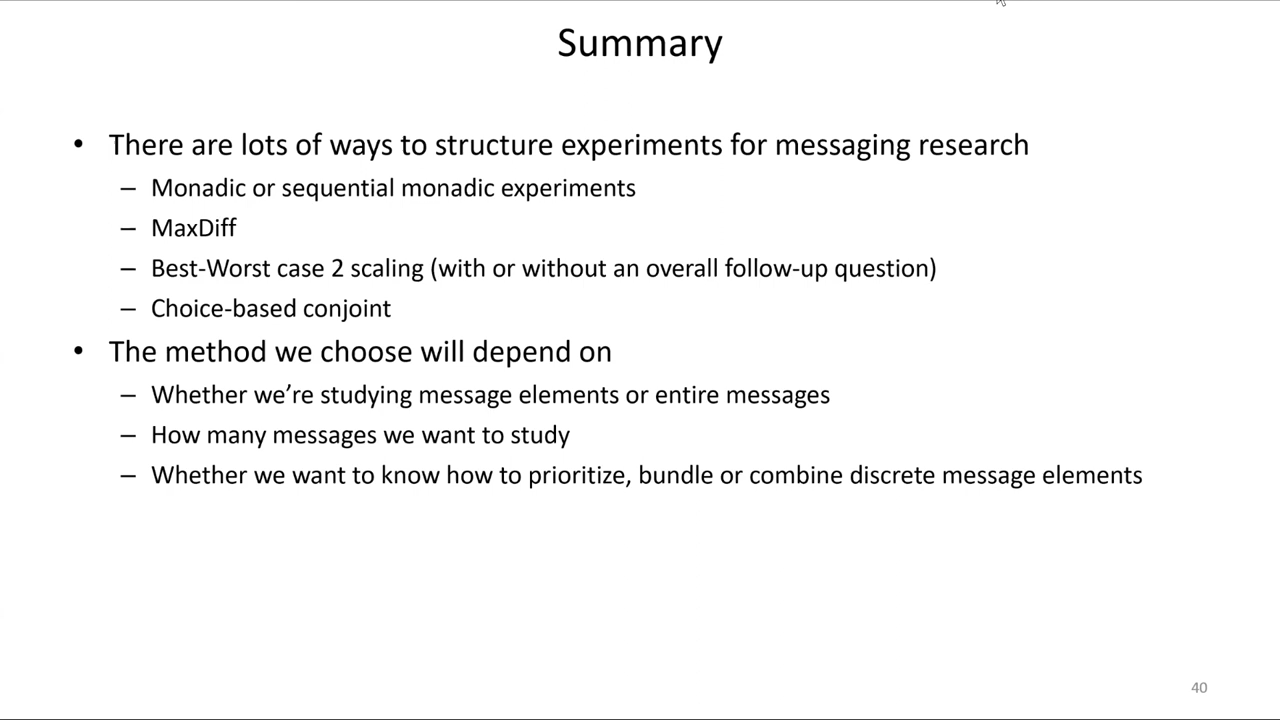 Summary
• There are lots of ways to structure experiments for messaging research
– Monadic or sequential monadic experiments
– MaxDiff
– Best-Worst case 2 scaling (with or without an overall follow-up question)
– Choice-based conjoint
• The method we choose will depend on
– Whether we’re studying message elements or entire messages
– How many messages we want to study
– Whether we want to know how to prioritize, bundle or combine discrete message elements
40